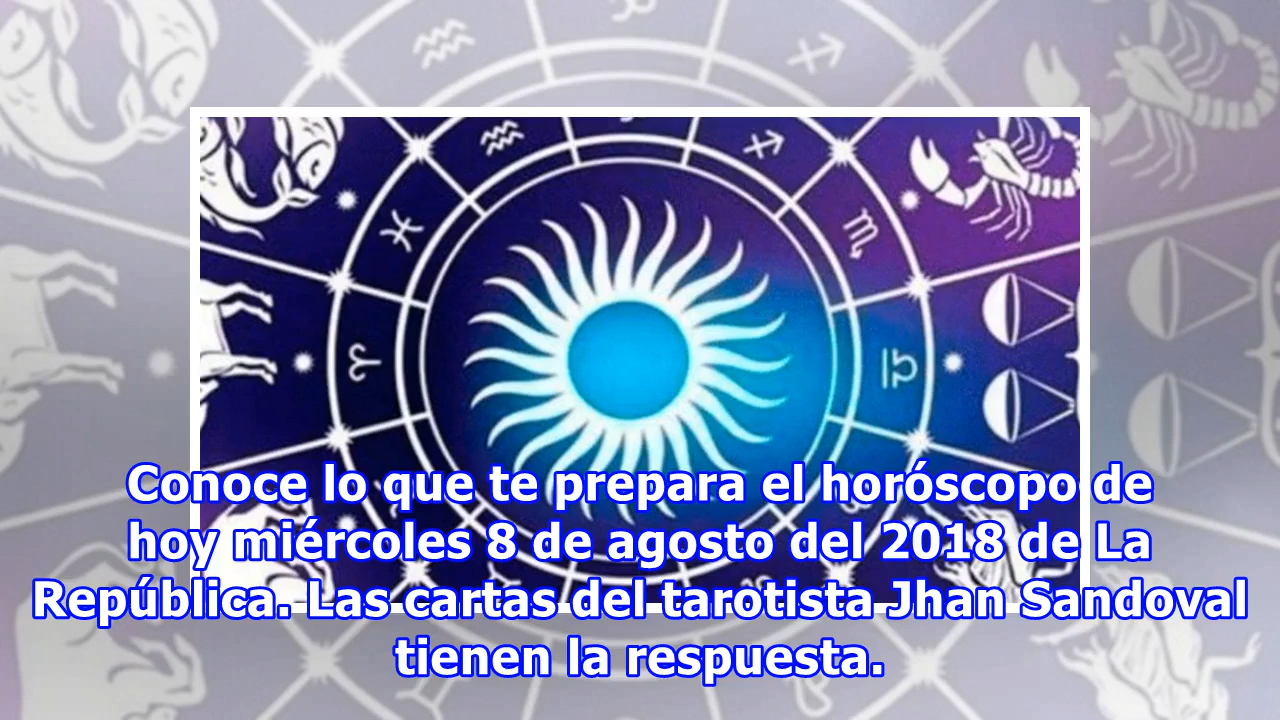 Conoce lo que te prepara el horóscopo de
hoy miércoles 8 de agosto del 2018 de La
República. Las cartas del tarotista Jhan Sandoval
tienen la respuesta.